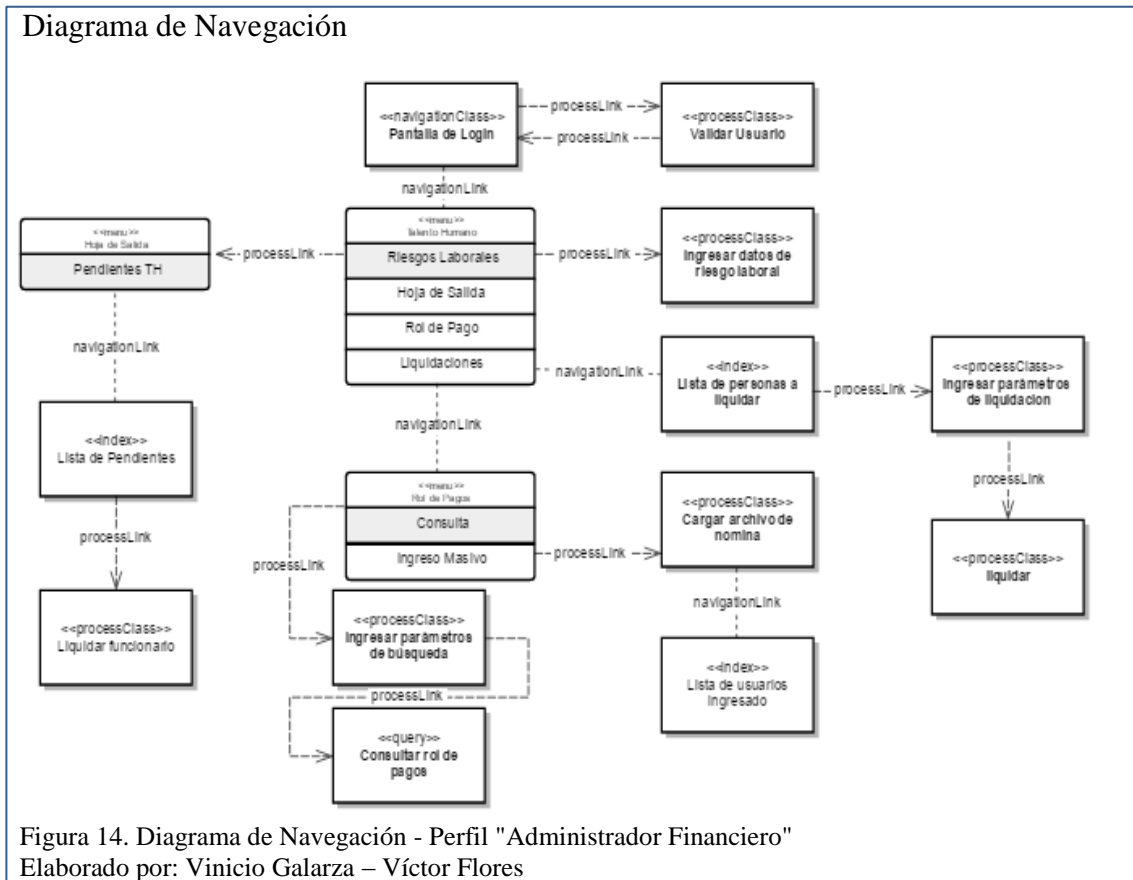 Diagrama de Navegación
<<navigationClass>>
Pantalla de Login
processLink
processLink
<<processClass>>
Validar Usuario
navigationLink
<<menu>>
Hoja de Salida
Pendientes TH
processLink
<<menu>>
Talento Humano
Riesgos Laborales
Hoja de Salida
Rol de Pago
Liquidaciones
processLink
<<processClass>>
Ingresar datos de
riesgo laboral
navigationLink
navigationLink
<<index>>
Lista de personas a
liquidar
processLink
<<processClass>>
Ingresar parámetros
de liquidacion
navigationLink
<<index>>
Lista de Pendientes
<<menu>>
Rol de Pagos
Consulta
Ingreso Masivo
processLink
<<processClass>>
Cargar archivo de
nomina
processLink
<<processClass>>
liquidar
processLink
processLink
navigationLink
<<processClass>>
Liquidar funcionario
<<processClass>>
Ingresar parámetros
de búsqueda
<<index>>
Lista de usuarios
ingresado
processLink
<<query>>
Consultar rol de
pagos
Figura 14. Diagrama de Navegación - Perfil "Administrador Financiero"
Elaborado por: Vinicio Galarza – Víctor Flores